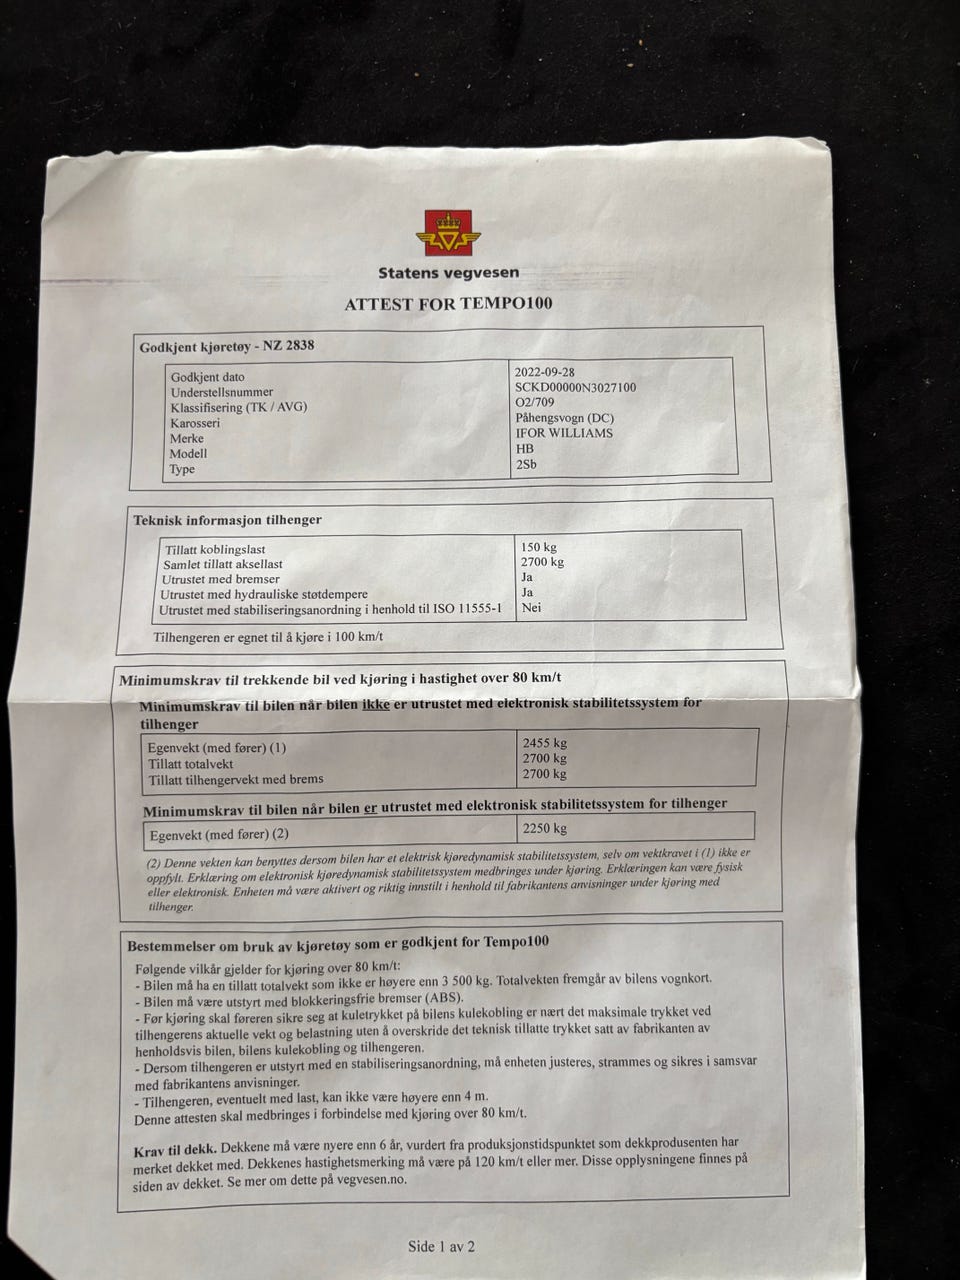 Statens vegvesen
ATTEST FOR TEMPO100
Godkjent kjøretøy - NZ 2838
Godkjent dato 2022-09-28
Understellsnummer SCKD00000N3027100
Klassifisering (TK / AVG) O2/709
Karosseri Påhengsvogn (DC)
Merke IFOR WILLIAMS
Modell HB
Type 2Sb
Teknisk informasjon tilhenger
Tillatt koblingslast 150 kg
Samlet tillatt aksellast 2700 kg
Utrustet med bremser Ja
Utrustet med hydrauliske støtdempere Ja
Utrustet med stabiliseringsanordning i henhold til ISO 11555-1 Nei
Tilhengeren er egnet til å kjøre i 100 km/t
Minimumskrav til trekkende bil ved kjøring i hastighet over 80 km/t
Minimumskrav til bilen når bilen ikke er utrustet med elektronisk stabilitetssystem for
tilhenger
Egenvekt (med fører) (1) 2455 kg
Tillatt totalvekt 2700 kg
Tillatt tilhengervekt med brems 2700 kg
Minimumskrav til bilen når bilen er utrustet med elektronisk stabilitetssystem for tilhenger
Egenvekt (med fører) (2) 2250 kg
(2) Denne vekten kan benyttes dersom bilen har et elektrisk kjøredynamisk stabilitetssystem, selv om vektkravet i (1) ikke er
oppfylt. Erklæring om elektronisk kjøredynamisk stabilitetssystem medbringes under kjøring. Erklæringen kan være fysisk
eller elektronisk. Enheten må være aktivert og riktig innstilt i henhold til fabrikantens anvisninger under kjøring med
tilhenger.
Bestemmelser om bruk av kjøretøy som er godkjent for Tempo100
Følgende vilkår gjelder for kjøring over 80 km/t:
- Bilen må ha en tillatt totalvekt som ikke er høyere enn 3 500 kg. Totalvekten fremgår av bilens vognkort.
- Bilen må være utstyrt med blokkeringsfrie bremser (ABS).
- Før kjøring skal føreren sikre seg at kuletrykket på bilens kulekobling er nært det maksimale trykket ved
tilhengerens aktuelle vekt og belastning uten å overskride det teknisk tillatte trykket satt av fabrikanten av
henholdsvis bilen, bilens kulekobling og tilhengeren.
- Dersom tilhengeren er utstyrt med en stabiliseringsanordning, må enheten justeres, strammes og sikres i samsvar
med fabrikantens anvisninger.
- Tilhengeren, eventuelt med last, kan ikke være høyere enn 4 m.
Denne attesten skal medbringes i forbindelse med kjøring over 80 km/t.
Krav til dekk. Dekkene må være nyere enn 6 år, vurdert fra produksjonstidspunktet som dekkprodusenten har
merket dekket med. Dekkenes hastighetsmerking må være på 120 km/t eller mer. Disse opplysningene finnes på
siden av dekket. Se mer om dette på vegvesen.no.
Side 1 av 2